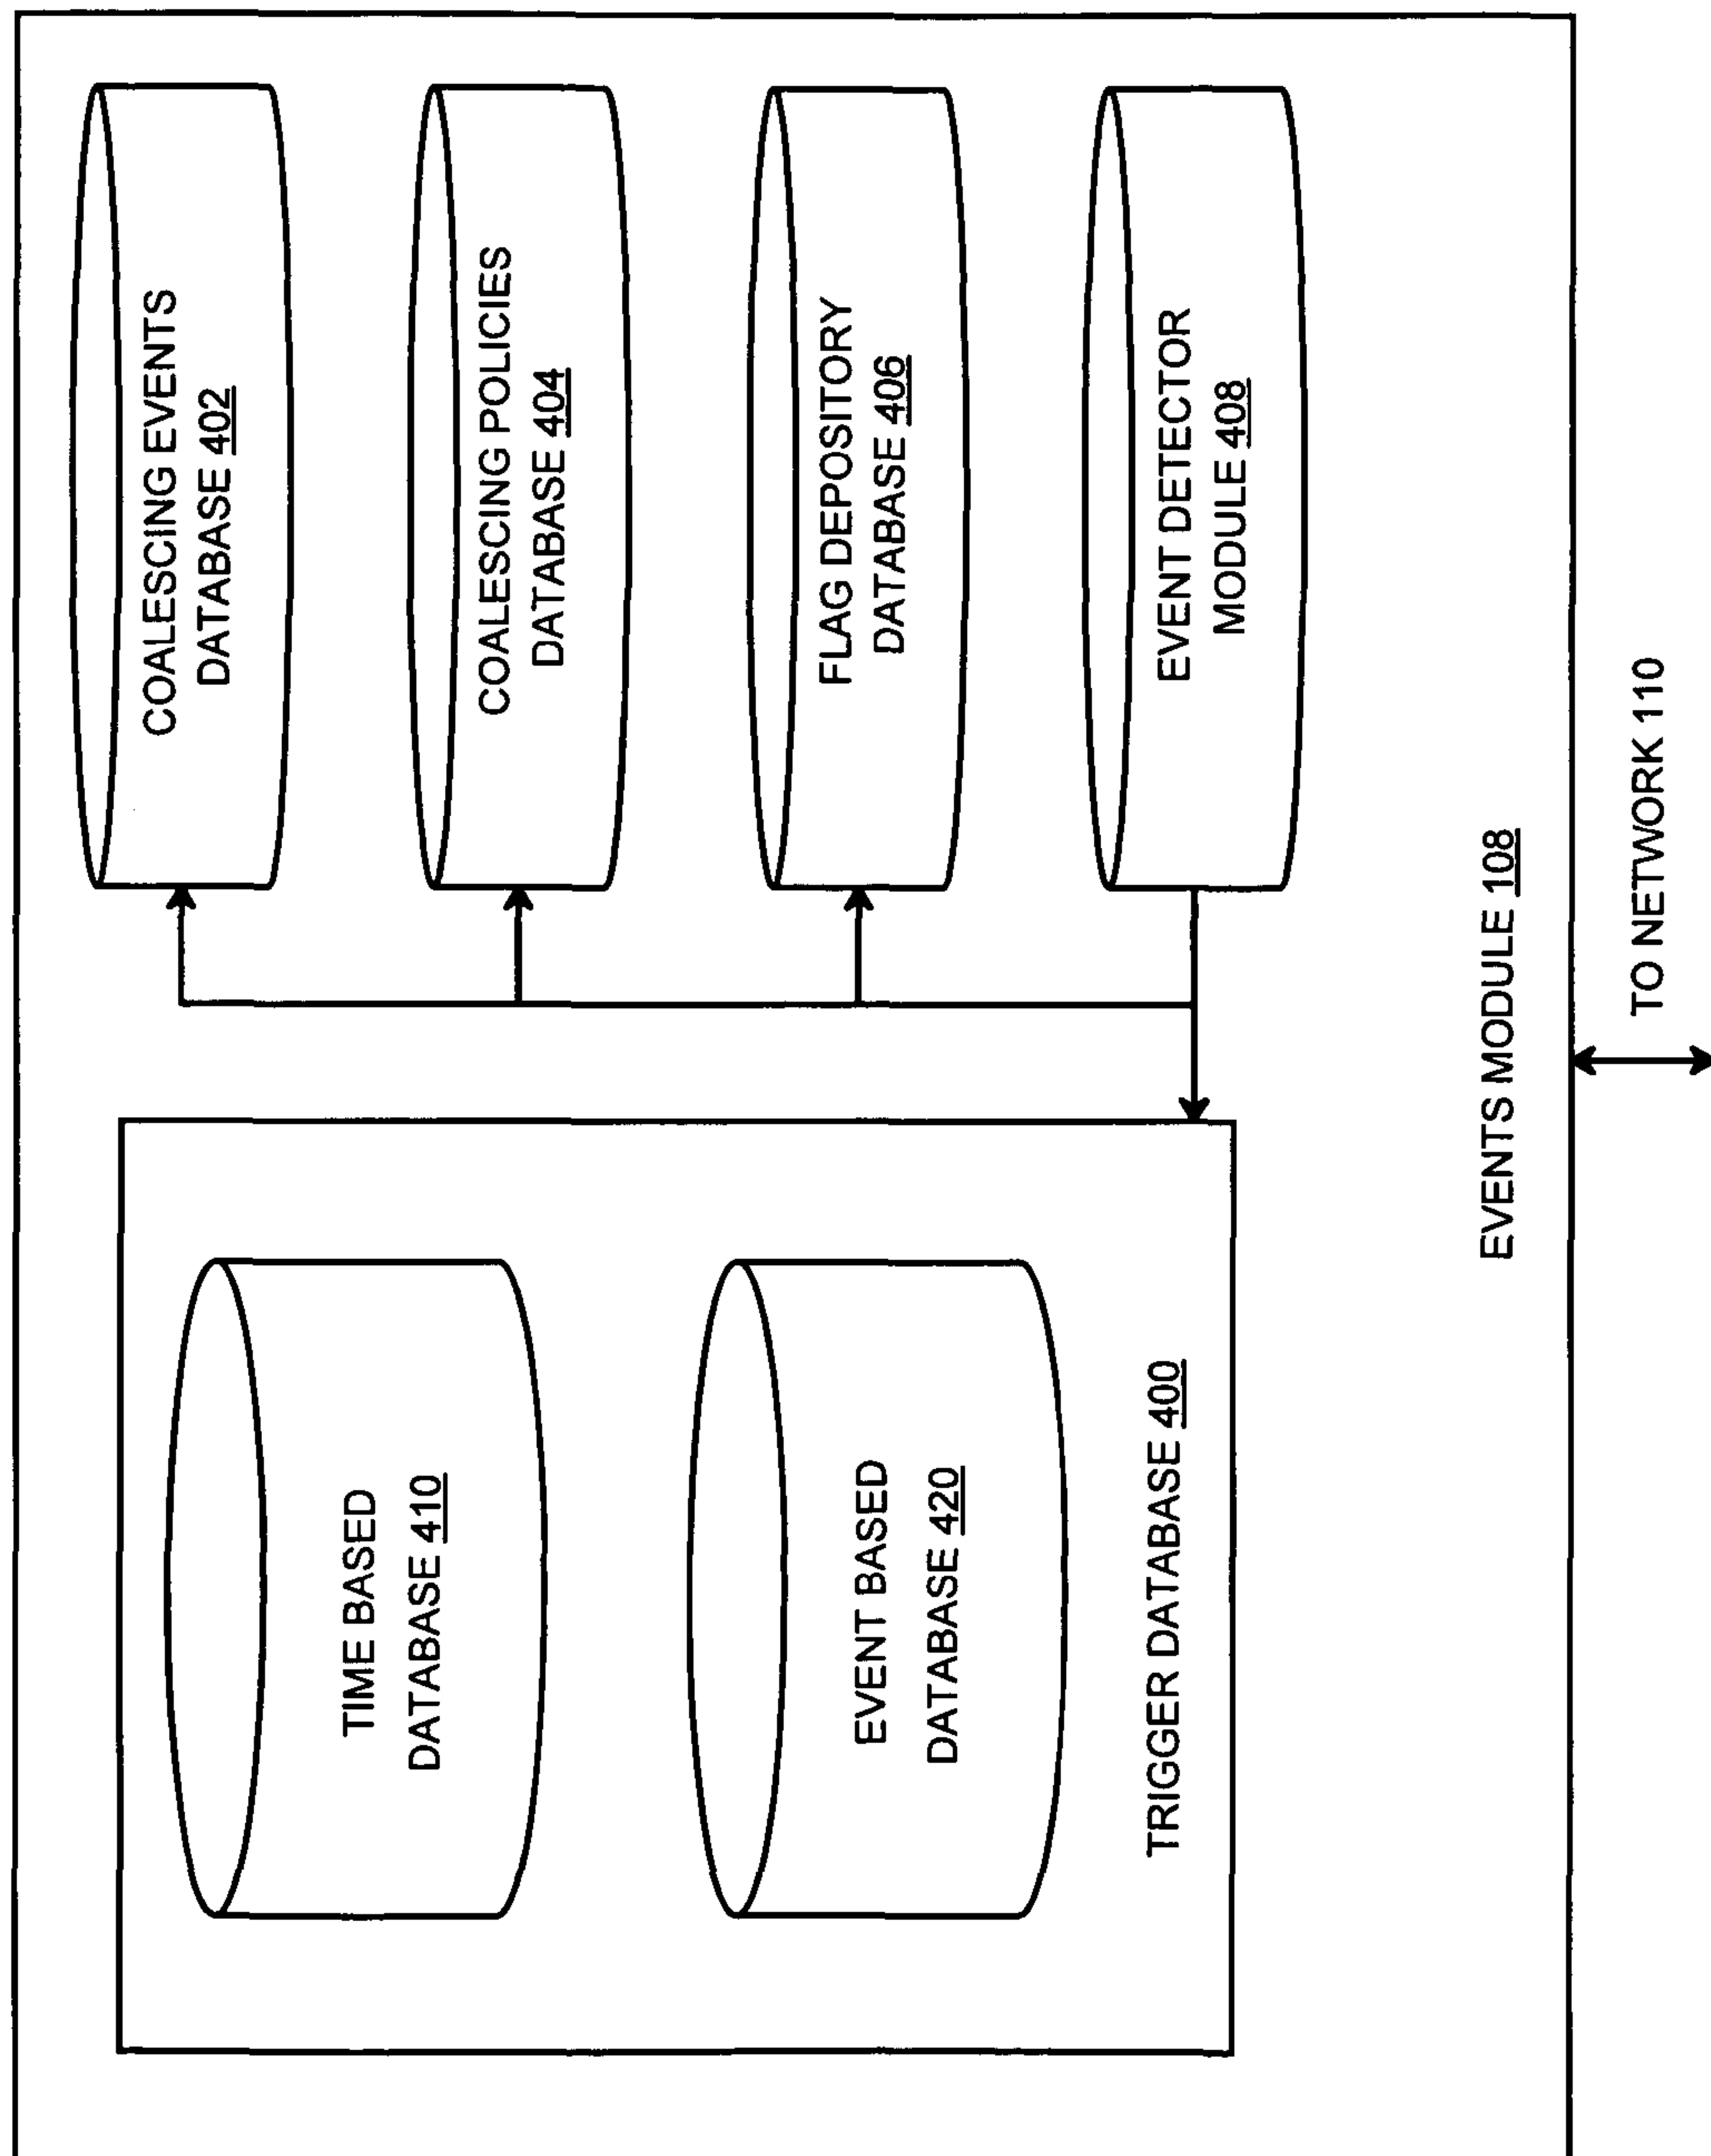 TIME BASED
DATABASE 410
EVENT BASED
DATABASE 420
TRIGGER DATABASE 400
COALESCING EVENTS
DATABASE 402
COALESCING POLICIES
DATABASE 404
FLAG DEPOSITORY
DATABASE 406
EVENT DETECTOR
MODULE 408
EVENTS MODULE 108
TO NETWORK 110